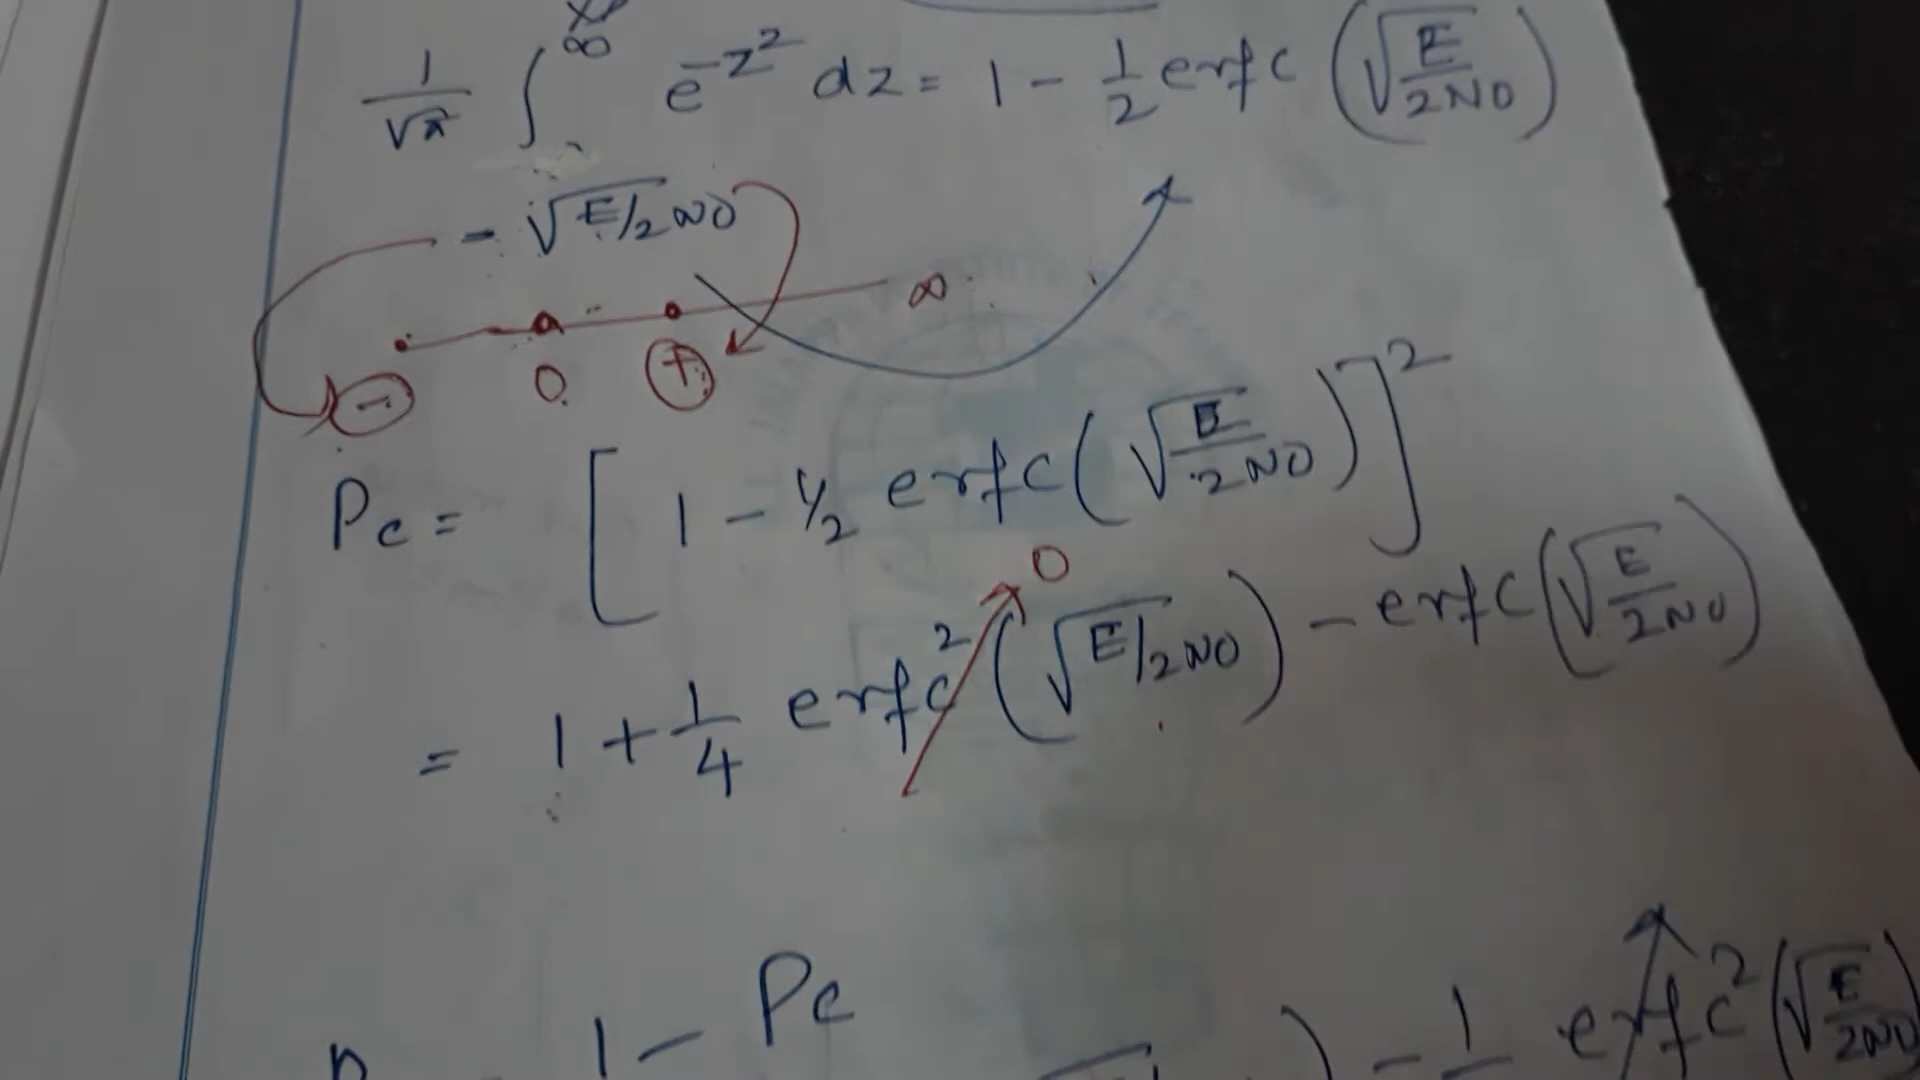 1/√π ∫ ∞ e^-z² dz = 1 - 1/2 erfc (√(E/2N0))
- √E/2N0
∞
- 0 +
Pc = [1 - 1/2 erfc (√(E/2N0))]²
0
= 1 + 1/4 erfc² (√E/2N0) - erfc (√(E/2N0))
1 - Pc
) - 1 erfc² (√(E/2N0)